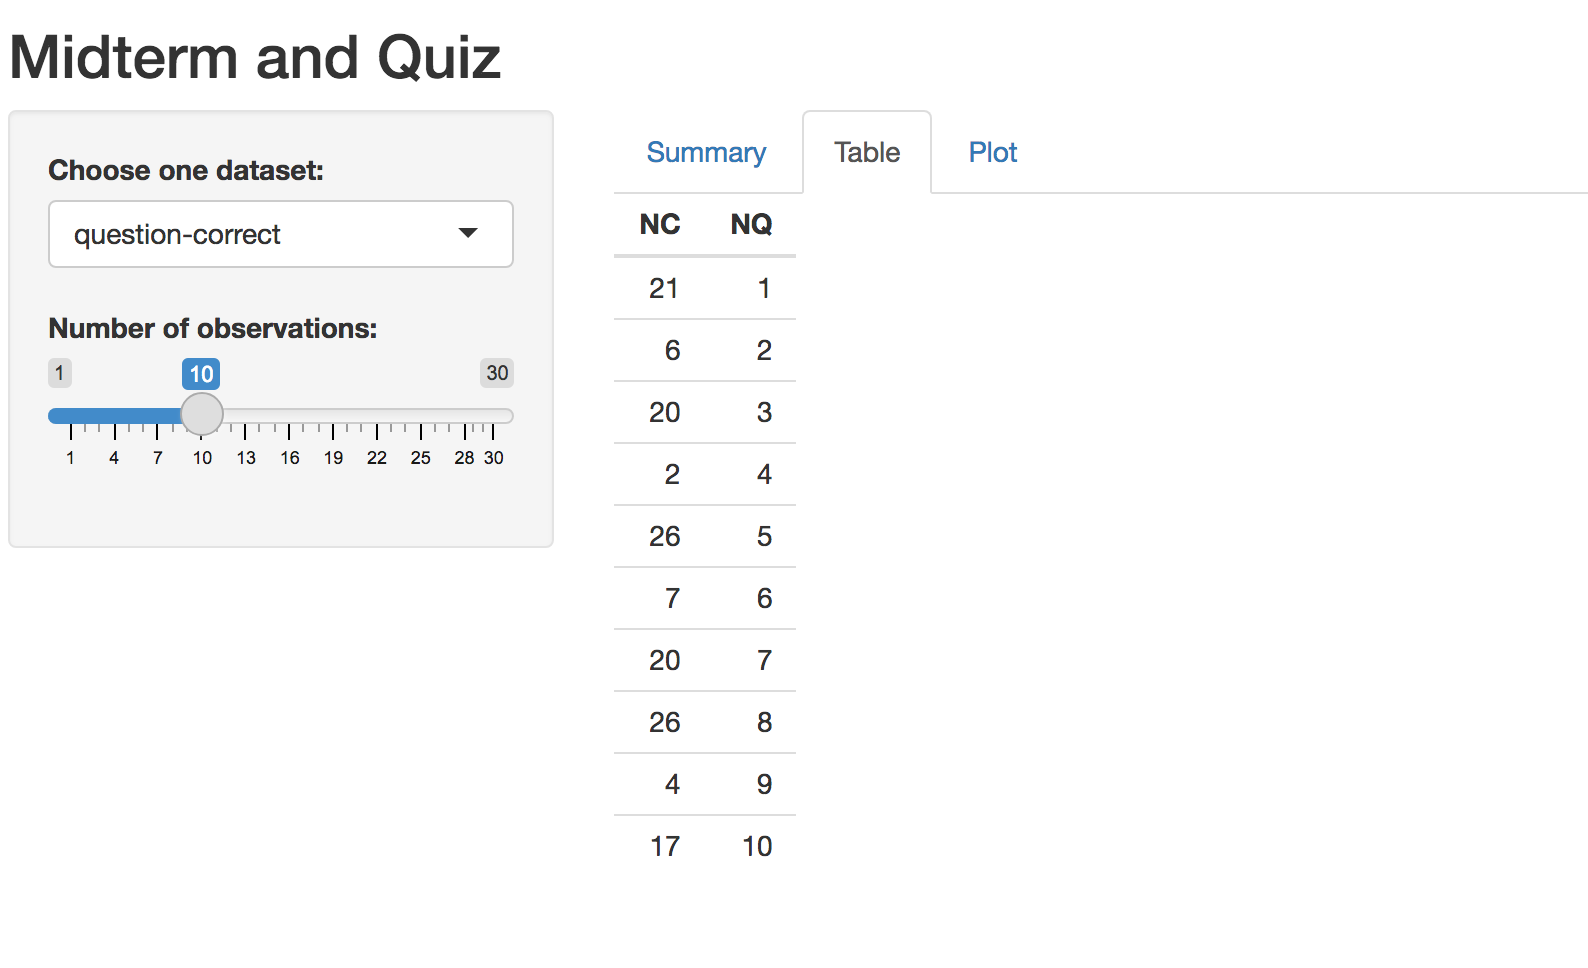 Midterm and Quiz
Choose one dataset:
question-correct
Number of observations:
1 10 30
1 4 7 10 13 16 19 22 25 28 30
Summary Table Plot
NC NQ
21 1
6 2
20 3
2 4
26 5
7 6
20 7
26 8
4 9
17 10